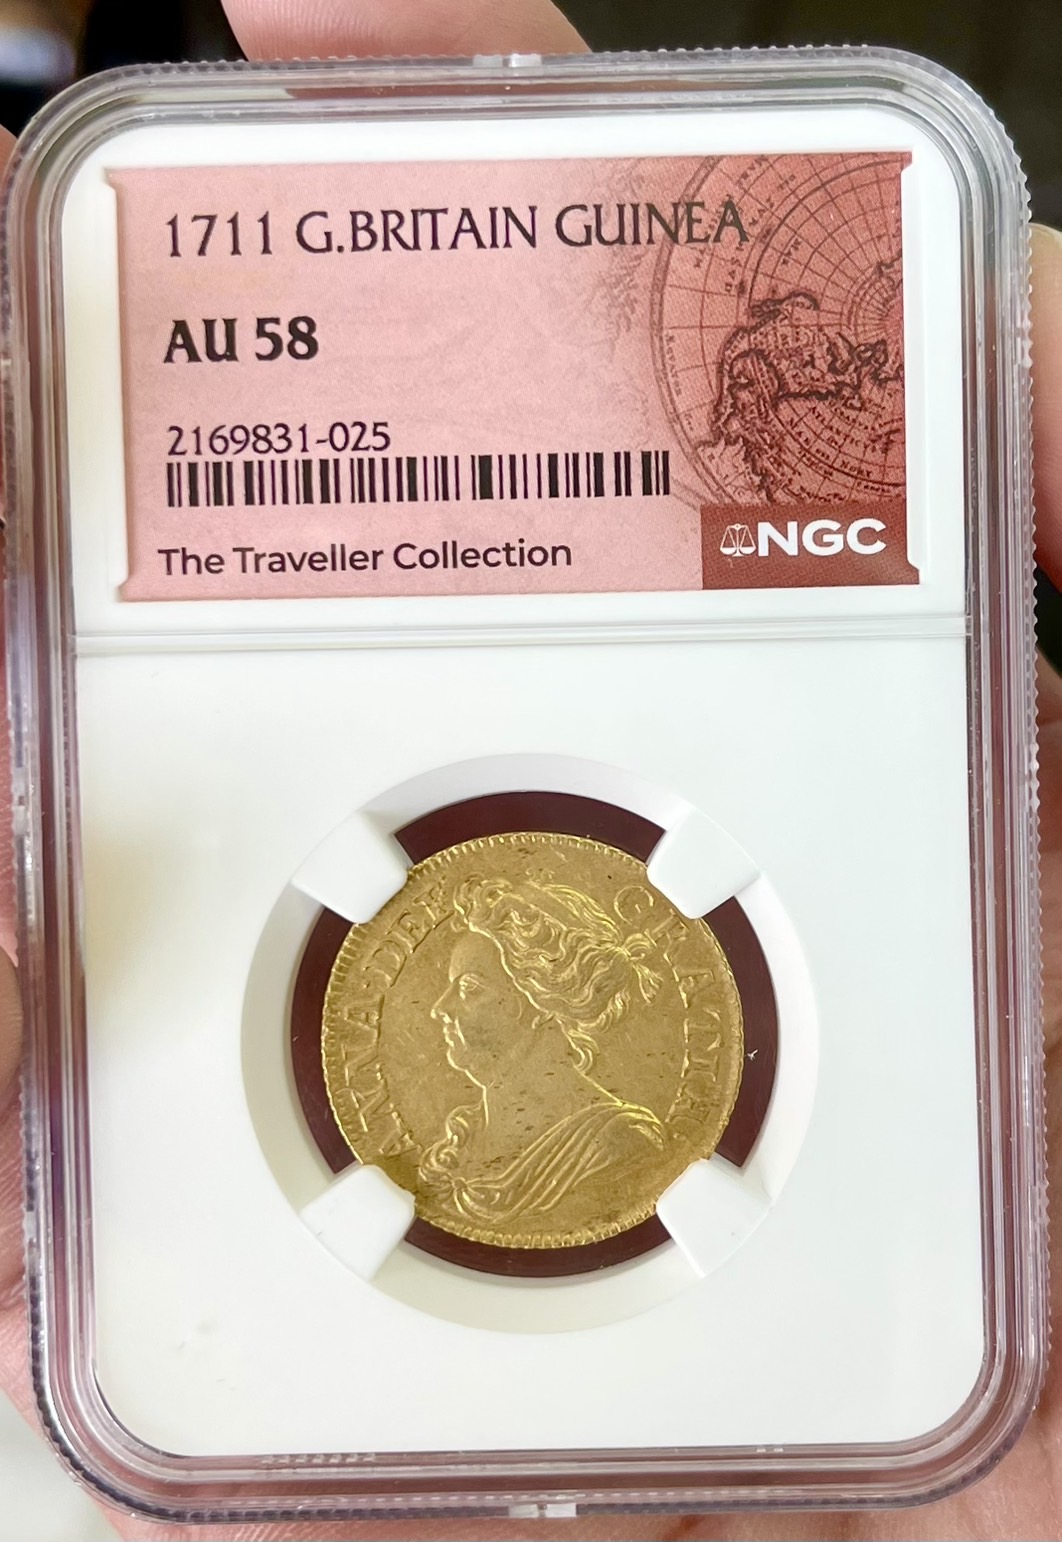 1711 G.BRITAIN GUINEA
AU 58
2169831-025
The Traveller Collection
NGC
ANNA·DEI
GRATIA